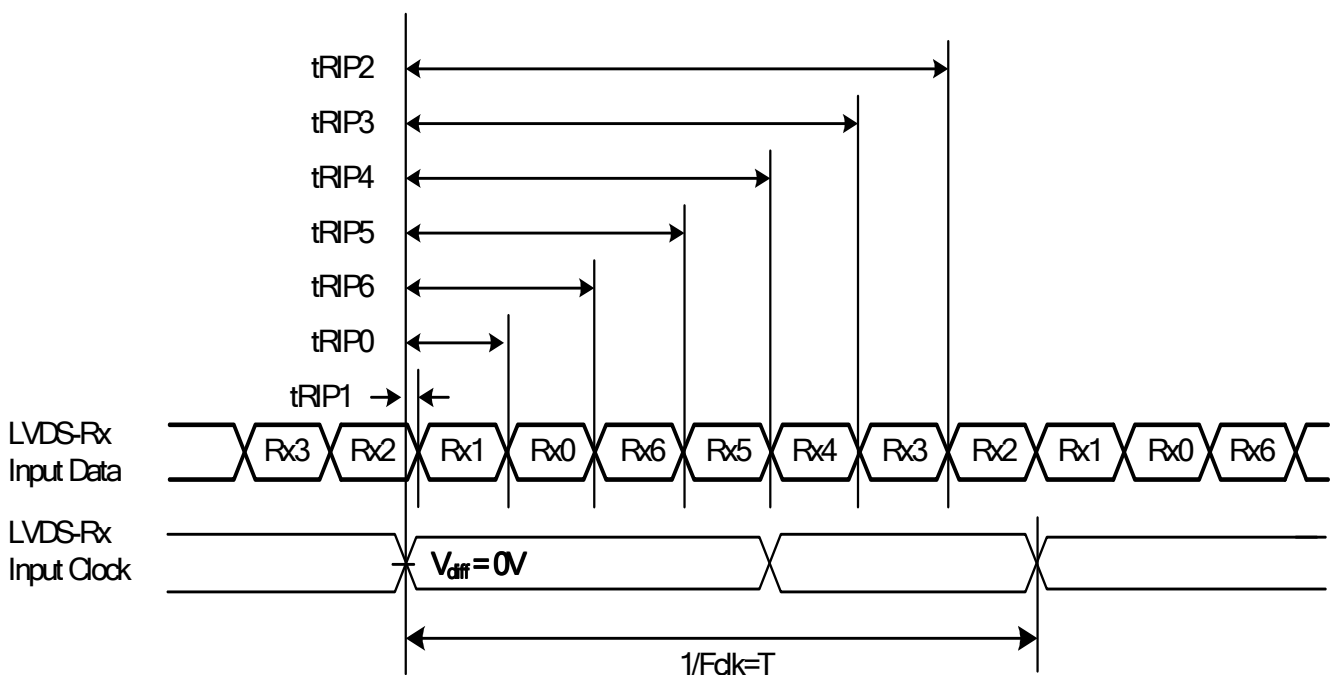 tRIP2
tRIP3
tRIP4
tRIP5
tRIP6
tRIP0
tRIP1
LVDS-Rx
Input Data
Rx3 Rx2 Rx1 Rx0 Rx6 Rx5 Rx4 Rx3 Rx2 Rx1 Rx0 Rx6
LVDS-Rx
Input Clock
Vdiff = 0V
1/Fclk=T